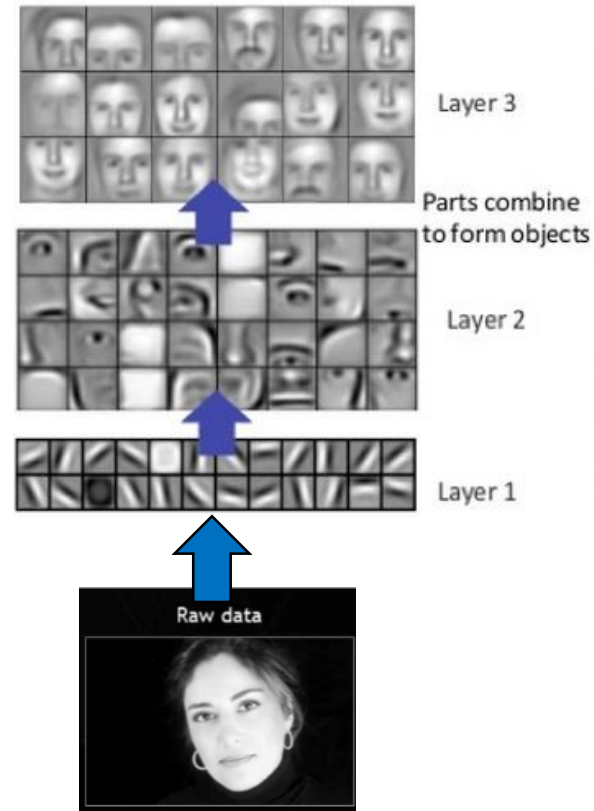 Layer 3
Parts combine
to form objects
Layer 2
Layer 1
Raw data